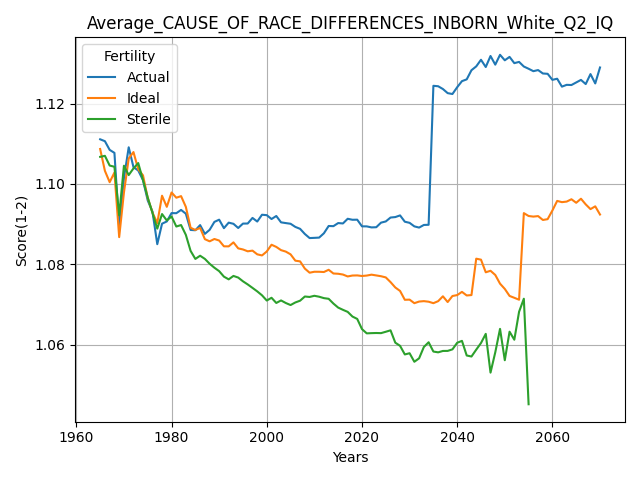 Average_CAUSE_OF_RACE_DIFFERENCES_INBORN_White_Q2_IQ
Fertility
Actual
Ideal
Sterile
Score(1-2)
1.12
1.10
1.08
1.06
1960
1980
2000
2020
2040
2060
Years